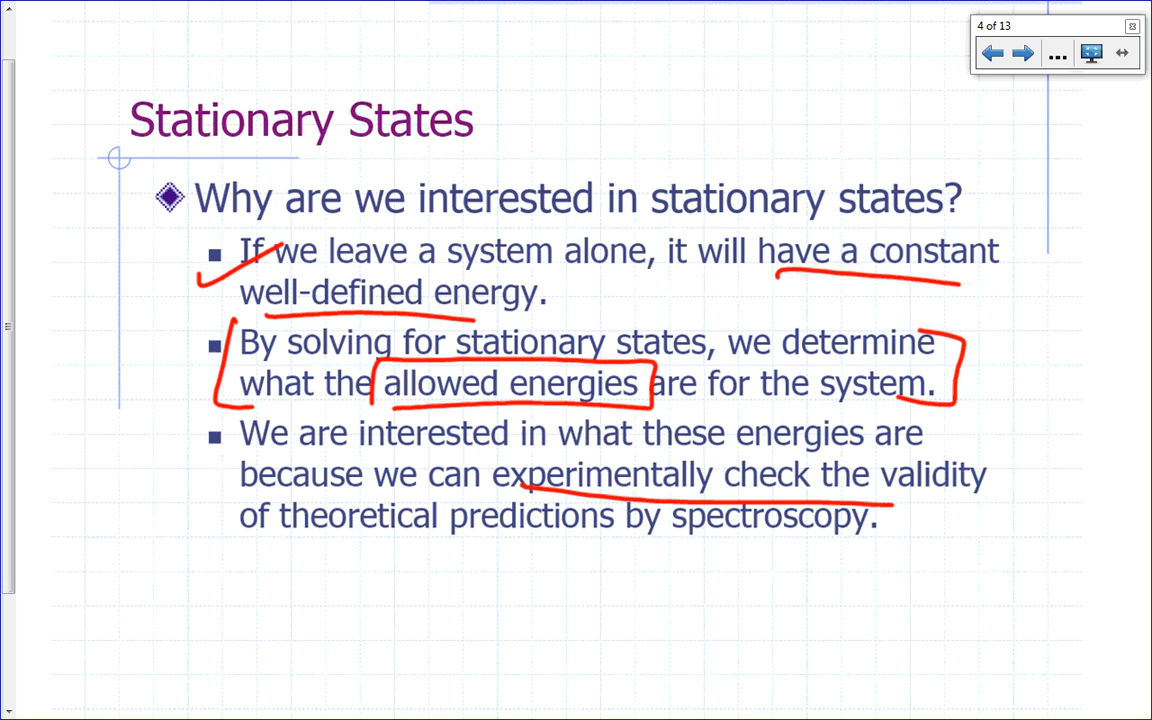 4 of 13
Stationary States
Why are we interested in stationary states?
If we leave a system alone, it will have a constant
well-defined energy.
By solving for stationary states, we determine
what the allowed energies are for the system.
We are interested in what these energies are
because we can experimentally check the validity
of theoretical predictions by spectroscopy.